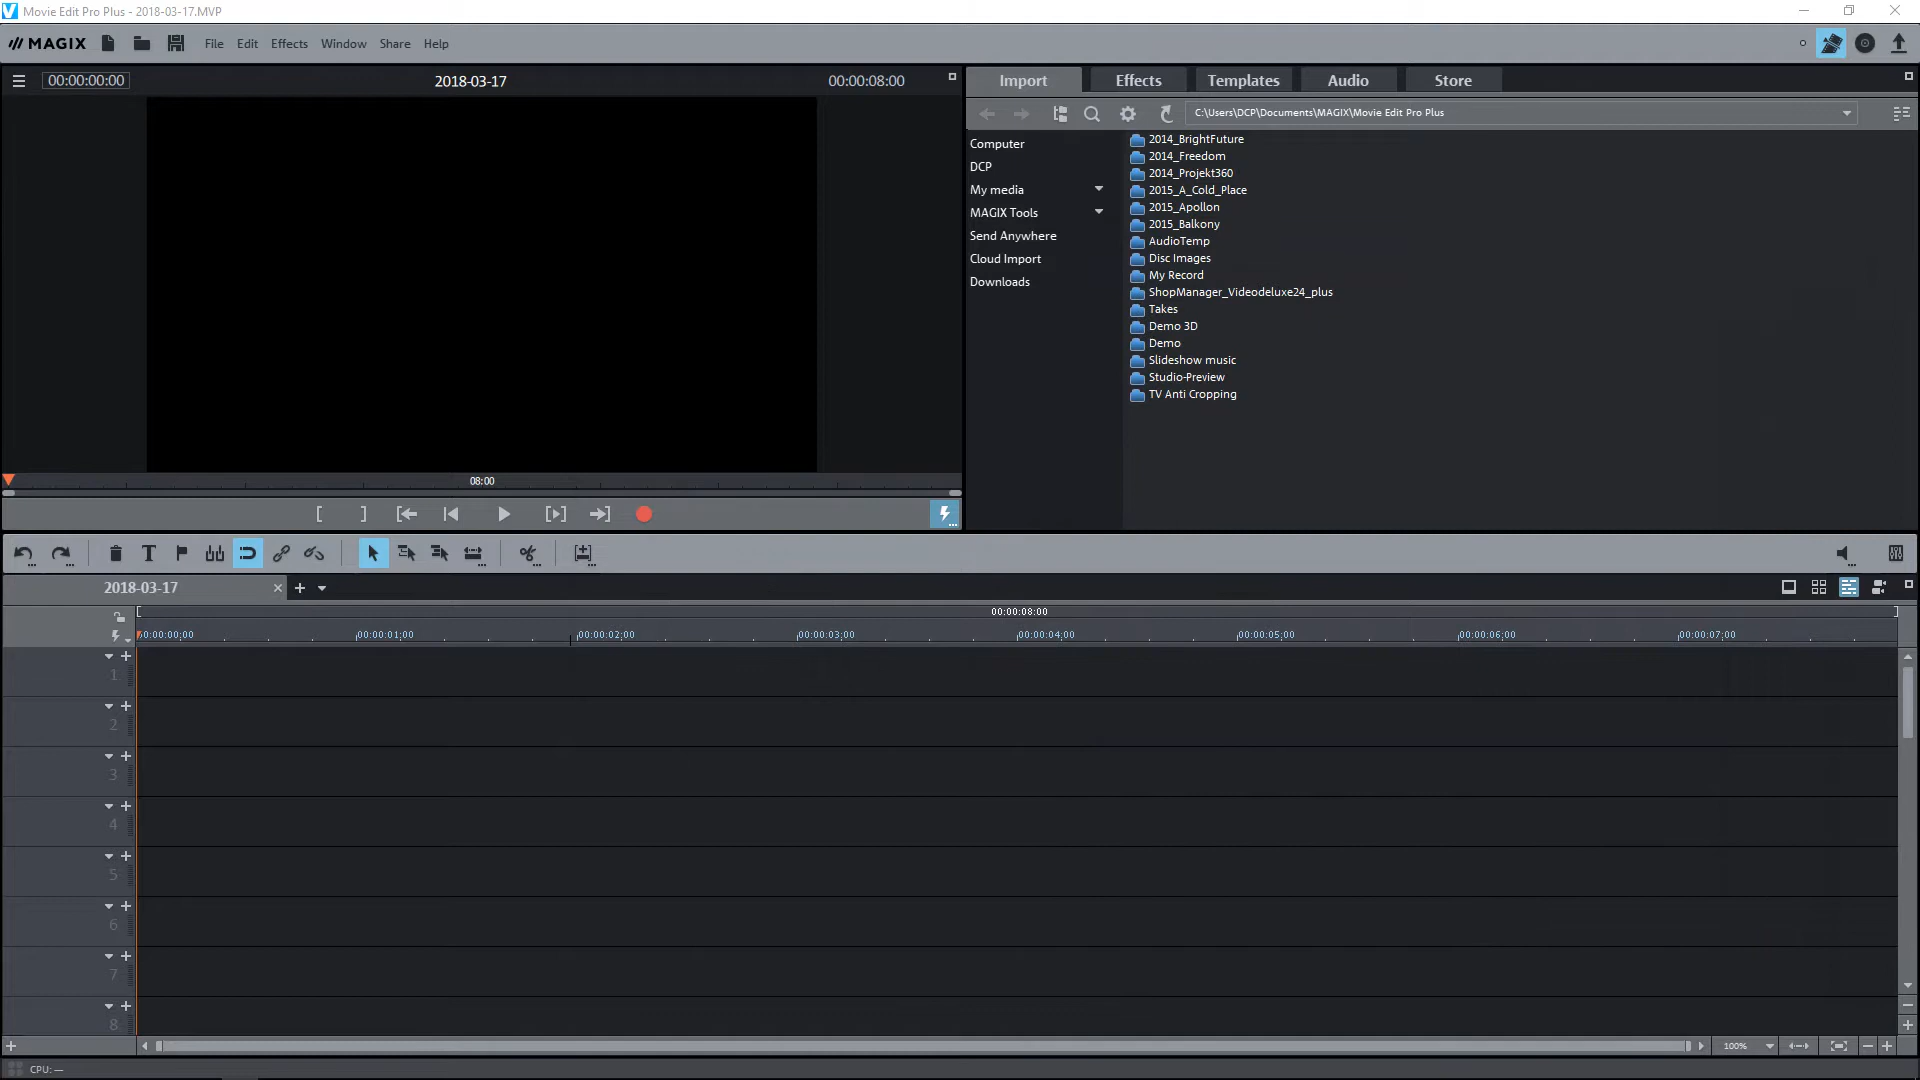 Movie Edit Pro Plus - 2018-03-17.MVP
MAGIX File Edit Effects Window Share Help
00:00:00:00 2018-03-17 00:00:08:00
Import Effects Templates Audio Store
C:\Users\DCP\Documents\MAGIX\Movie Edit Pro Plus
Computer
DCP
My media
MAGIX Tools
Send Anywhere
Cloud Import
Downloads
2014_BrightFuture
2014_Freedom
2014_Projekt360
2015_A_Cold_Place
2015_Apollon
2015_Balkony
AudioTemp
Disc Images
My Record
ShopManager_Videodeluxe24_plus
Takes
Demo 3D
Demo
Slideshow music
Studio-Preview
TV Anti Cropping
08:00
2018-03-17
00:00:08:00
00:00:00;00 00:00:01;00 00:00:02;00 00:00:03;00 00:00:04;00 00:00:05;00 00:00:06;00 00:00:07;00
1
2
3
4
5
6
7
8
100%
CPU: —